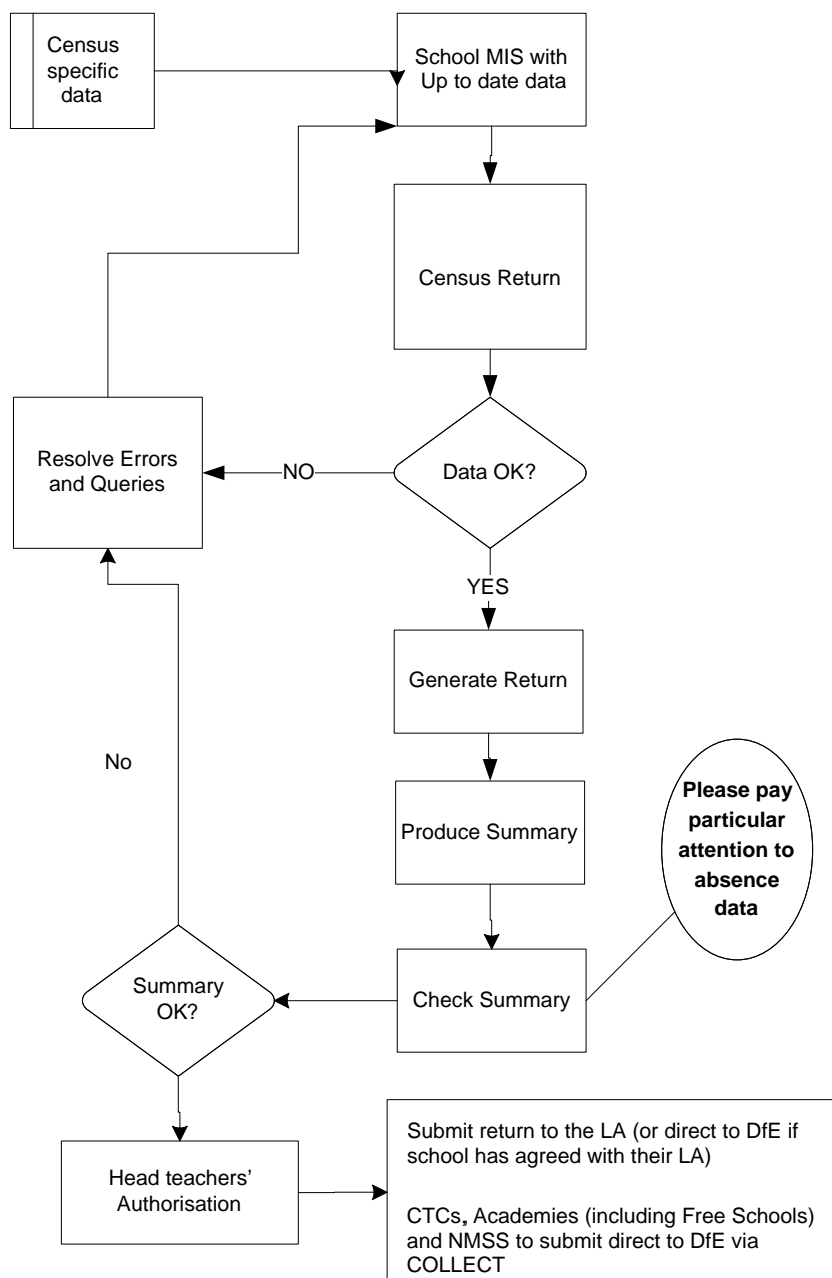 Census
specific
data
School MIS with
Up to date data
Census Return
Resolve Errors
and Queries
NO
Data OK?
YES
Generate Return
No
Please pay
particular
attention to
absence
data
Produce Summary
Summary
OK?
Check Summary
Head teachers’
Authorisation
Submit return to the LA (or direct to DfE if
school has agreed with their LA)
CTCs, Academies (including Free Schools)
and NMSS to submit direct to DfE via
COLLECT